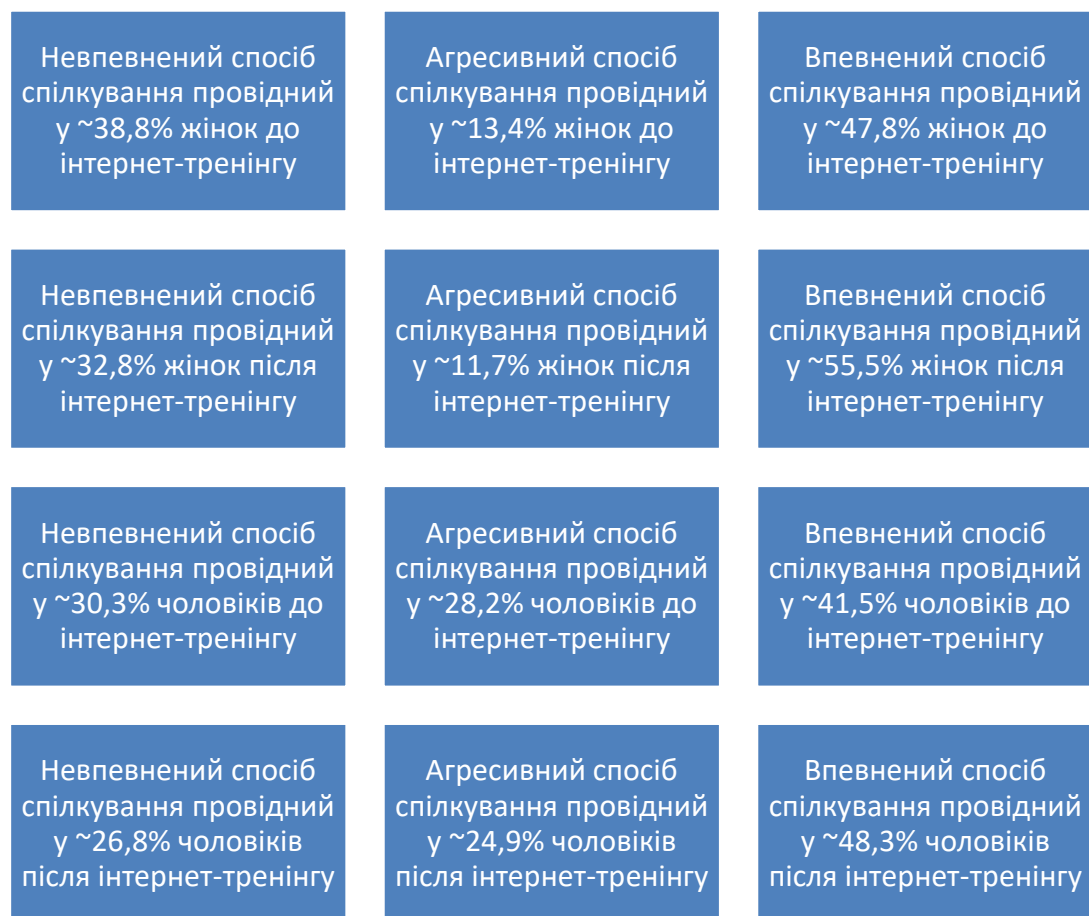 Невпевнений спосіб
спілкування провідний
у ~38,8% жінок до
інтернет-тренінгу
Агресивний спосіб
спілкування провідний
у ~13,4% жінок до
інтернет-тренінгу
Впевнений спосіб
спілкування провідний
у ~47,8% жінок до
інтернет-тренінгу
Невпевнений спосіб
спілкування провідний
у ~32,8% жінок після
інтернет-тренінгу
Агресивний спосіб
спілкування провідний
у ~11,7% жінок після
інтернет-тренінгу
Впевнений спосіб
спілкування провідний
у ~55,5% жінок після
інтернет-тренінгу
Невпевнений спосіб
спілкування провідний
у ~30,3% чоловіків до
інтернет-тренінгу
Агресивний спосіб
спілкування провідний
у ~28,2% чоловіків до
інтернет-тренінгу
Впевнений спосіб
спілкування провідний
у ~41,5% чоловіків до
інтернет-тренінгу
Невпевнений спосіб
спілкування провідний
у ~26,8% чоловіків
після інтернет-тренінгу
Агресивний спосіб
спілкування провідний
у ~24,9% чоловіків
після інтернет-тренінгу
Впевнений спосіб
спілкування провідний
у ~48,3% чоловіків
після інтернет-тренінгу